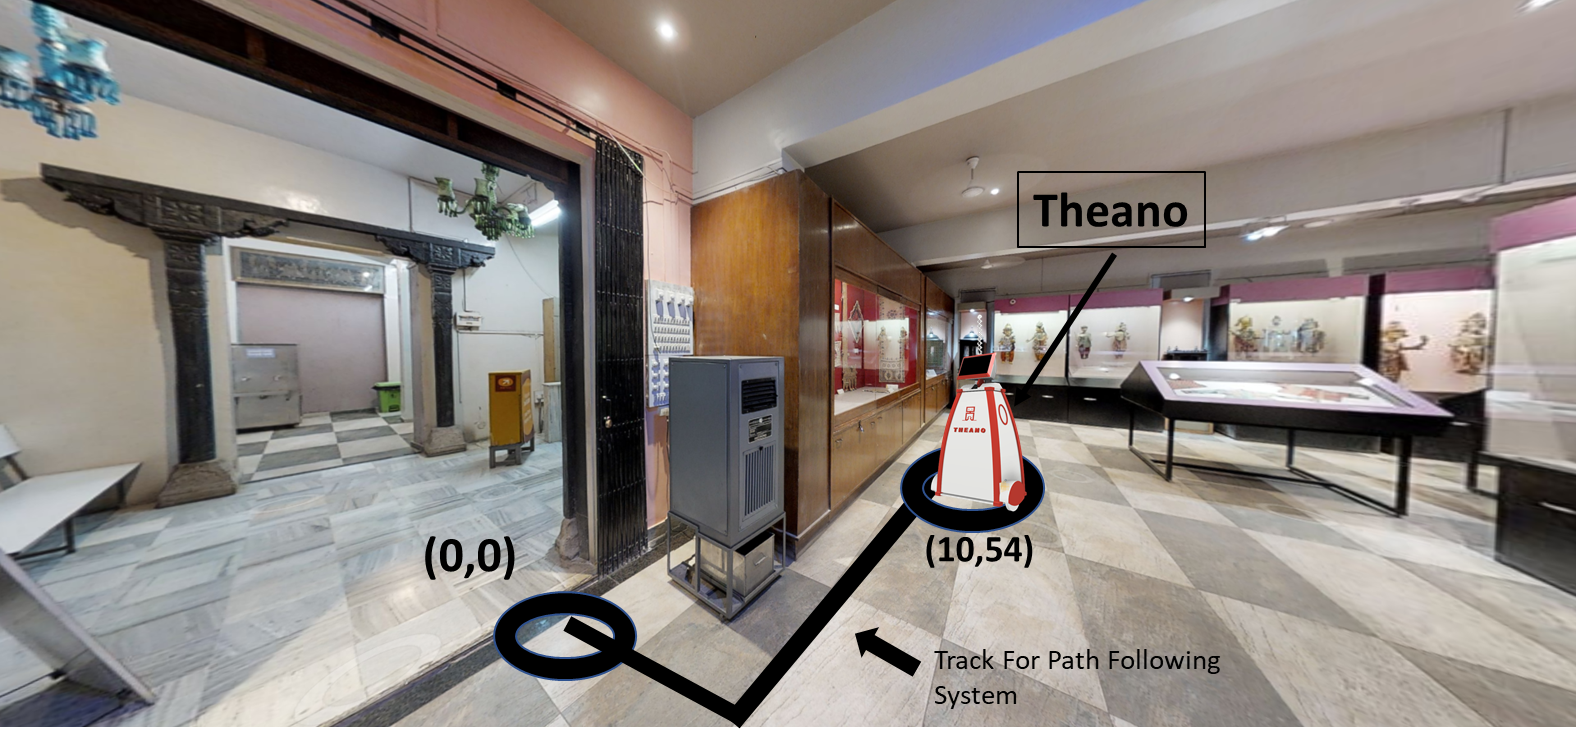 Theano
THEANO
(0,0)
(10,54)
Track For Path Following
System